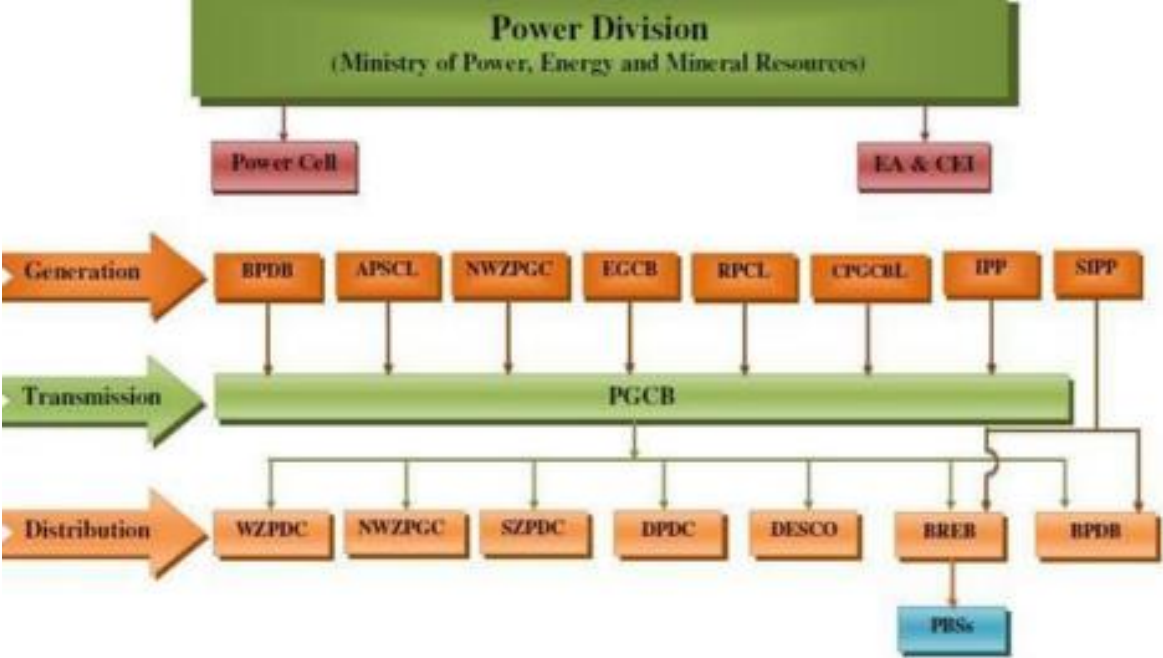 Power Division
(Ministry of Power, Energy and Mineral Resources)
Power Cell
EA & CEI
Generation
BPDB
APSCL
NWZPGC
EGCB
RPCL
CPGCBL
IPP
SIPP
Transmission
PGCB
Distribution
WZPDC
NWZPGC
SZPDC
DPDC
DESCO
BREB
BPDB
PBSs